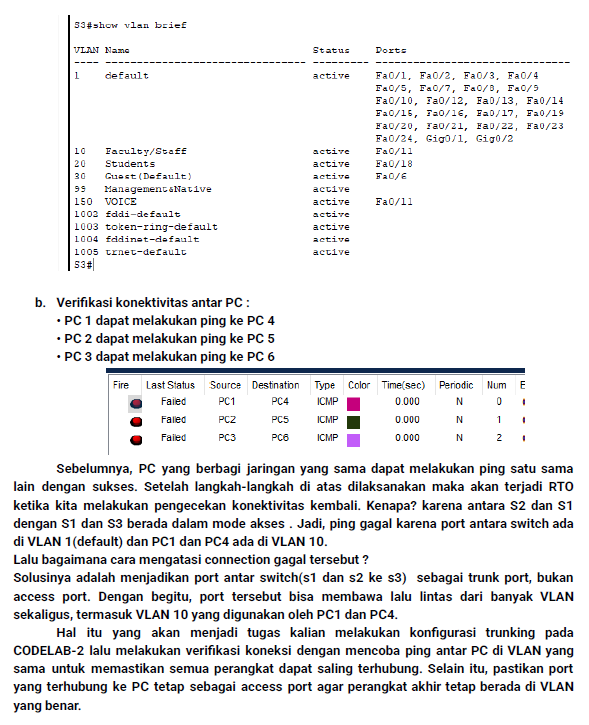 S3#show vlan brief
VLAN Name Status Ports
---- -------------------------------- --------- -------------------------------
1 default active Fa0/1, Fa0/2, Fa0/3, Fa0/4
Fa0/5, Fa0/7, Fa0/8, Fa0/9
Fa0/10, Fa0/12, Fa0/13, Fa0/14
Fa0/15, Fa0/16, Fa0/17, Fa0/19
Fa0/20, Fa0/21, Fa0/22, Fa0/23
Fa0/24, Gig0/1, Gig0/2
10 Faculty/Staff active Fa0/11
20 Students active Fa0/18
30 Guest(Default) active Fa0/6
99 Management&Native active
150 VOICE active Fa0/11
1002 fddi-default active
1003 token-ring-default active
1004 fddinet-default active
1005 trnet-default active
S3#
b. Verifikasi konektivitas antar PC :
• PC 1 dapat melakukan ping ke PC 4
• PC 2 dapat melakukan ping ke PC 5
• PC 3 dapat melakukan ping ke PC 6
Fire Last Status Source Destination Type Color Time(sec) Periodic Num E
Failed PC1 PC4 ICMP 0.000 N 0
Failed PC2 PC5 ICMP 0.000 N 1
Failed PC3 PC6 ICMP 0.000 N 2
Sebelumnya, PC yang berbagi jaringan yang sama dapat melakukan ping satu sama
lain dengan sukses. Setelah langkah-langkah di atas dilaksanakan maka akan terjadi RTO
ketika kita melakukan pengecekan konektivitas kembali. Kenapa? karena antara S2 dan S1
dengan S1 dan S3 berada dalam mode akses . Jadi, ping gagal karena port antara switch ada
di VLAN 1(default) dan PC1 dan PC4 ada di VLAN 10.
Lalu bagaimana cara mengatasi connection gagal tersebut ?
Solusinya adalah menjadikan port antar switch(s1 dan s2 ke s3) sebagai trunk port, bukan
access port. Dengan begitu, port tersebut bisa membawa lalu lintas dari banyak VLAN
sekaligus, termasuk VLAN 10 yang digunakan oleh PC1 dan PC4.
Hal itu yang akan menjadi tugas kalian melakukan konfigurasi trunking pada
CODELAB-2 lalu melakukan verifikasi koneksi dengan mencoba ping antar PC di VLAN yang
sama untuk memastikan semua perangkat dapat saling terhubung. Selain itu, pastikan port
yang terhubung ke PC tetap sebagai access port agar perangkat akhir tetap berada di VLAN
yang benar.